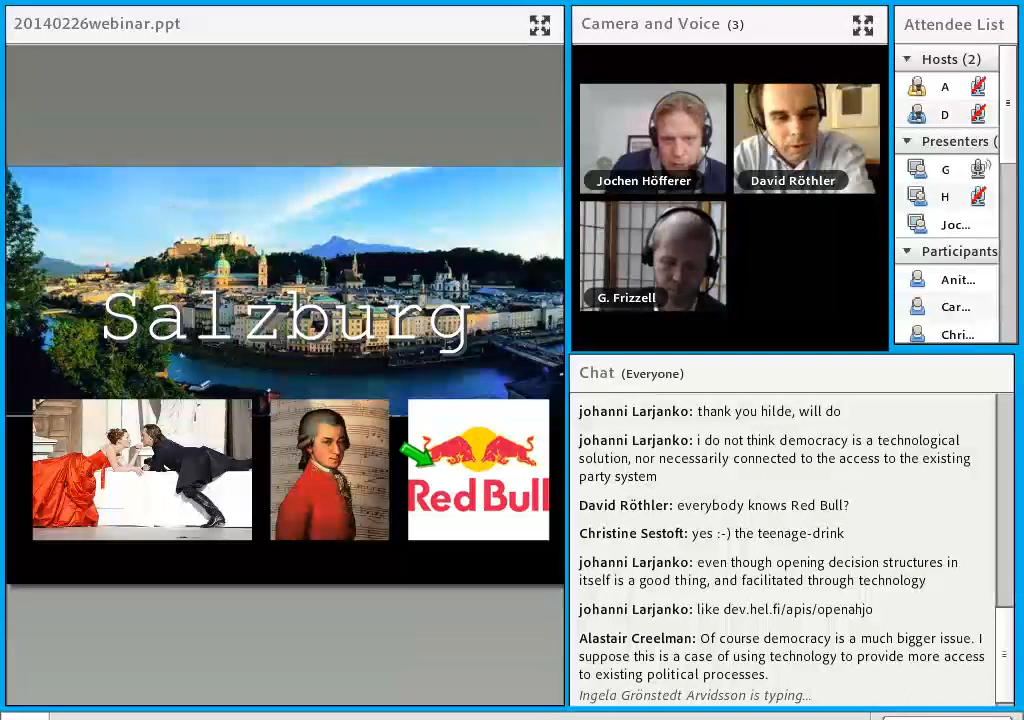 20140226webinar.ppt
Salzburg
Red Bull
Camera and Voice (3)
Jochen Höfferer
David Röthler
G. Frizzell
Attendee List
Hosts (2)
A
D
Presenters (
G
H
Joc...
Participants
Anit...
Car...
Chri...
Chat (Everyone)
johanni Larjanko: thank you hilde, will do
johanni Larjanko: i do not think democracy is a technological
solution, nor necessarily connected to the access to the existing
party system
David Röthler: everybody knows Red Bull?
Christine Sestoft: yes :-) the teenage-drink
johanni Larjanko: even though opening decision structures in
itself is a good thing, and facilitated through technology
johanni Larjanko: like dev.hel.fi/apis/openahjo
Alastair Creelman: Of course democracy is a much bigger issue. I
suppose this is a case of using technology to provide more access
to existing political processes.
Ingela Grönstedt Arvidsson is typing...